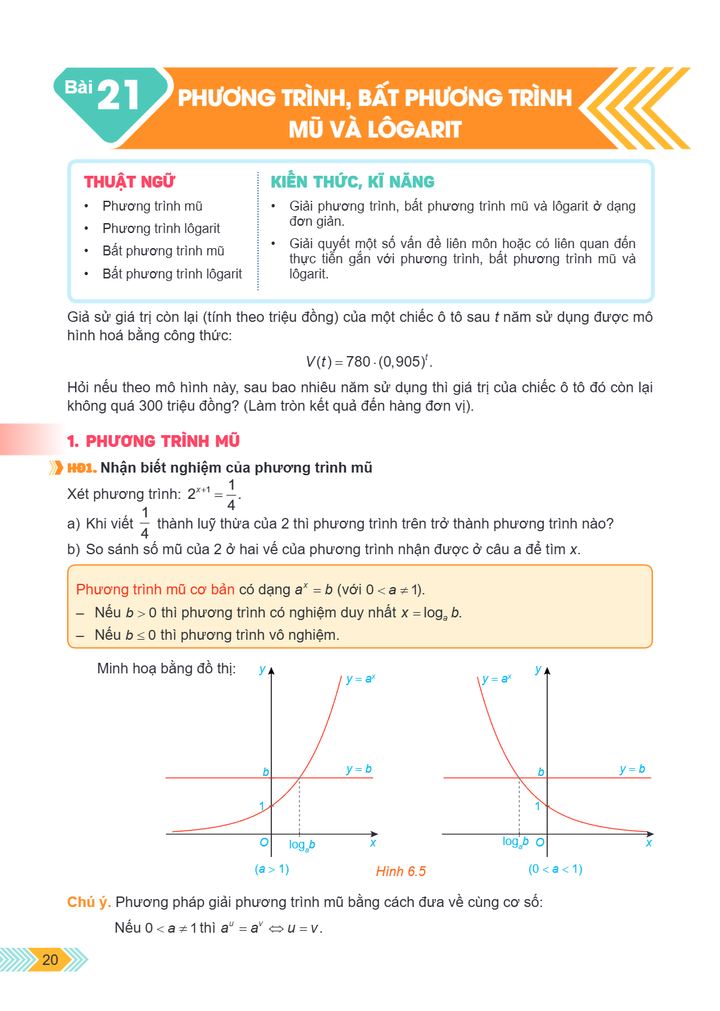 Bài 21
PHƯƠNG TRÌNH, BẤT PHƯƠNG TRÌNH
MŨ VÀ LÔGARIT
THUẬT NGỮ
• Phương trình mũ
• Phương trình lôgarit
• Bất phương trình mũ
• Bất phương trình lôgarit
KIẾN THỨC, KĨ NĂNG
• Giải phương trình, bất phương trình mũ và lôgarit ở dạng
đơn giản.
• Giải quyết một số vấn đề liên môn hoặc có liên quan đến
thực tiễn gắn với phương trình, bất phương trình mũ và
lôgarit.
Giả sử giá trị còn lại (tính theo triệu đồng) của một chiếc ô tô sau t năm sử dụng được mô
hình hoá bằng công thức:
V(t) = 780 · (0,905)^t.
Hỏi nếu theo mô hình này, sau bao nhiêu năm sử dụng thì giá trị của chiếc ô tô đó còn lại
không quá 300 triệu đồng? (Làm tròn kết quả đến hàng đơn vị).
1. PHƯƠNG TRÌNH MŨ
HĐ1. Nhận biết nghiệm của phương trình mũ
Xét phương trình: 2^(x+1) = 1/4.
a) Khi viết 1/4 thành luỹ thừa của 2 thì phương trình trên trở thành phương trình nào?
b) So sánh số mũ của 2 ở hai vế của phương trình nhận được ở câu a để tìm x.
Phương trình mũ cơ bản có dạng a^x = b (với 0 < a ≠ 1).
– Nếu b > 0 thì phương trình có nghiệm duy nhất x = log_a b.
– Nếu b ≤ 0 thì phương trình vô nghiệm.
Minh hoạ bằng đồ thị:
y y = a^x
b y = b
1
O log_a b x
(a > 1)
y = a^x y
b y = b
1
log_a b O x
(0 < a < 1)
Hình 6.5
Chú ý. Phương pháp giải phương trình mũ bằng cách đưa về cùng cơ số:
Nếu 0 < a ≠ 1 thì a^u = a^v ⇔ u = v.
20